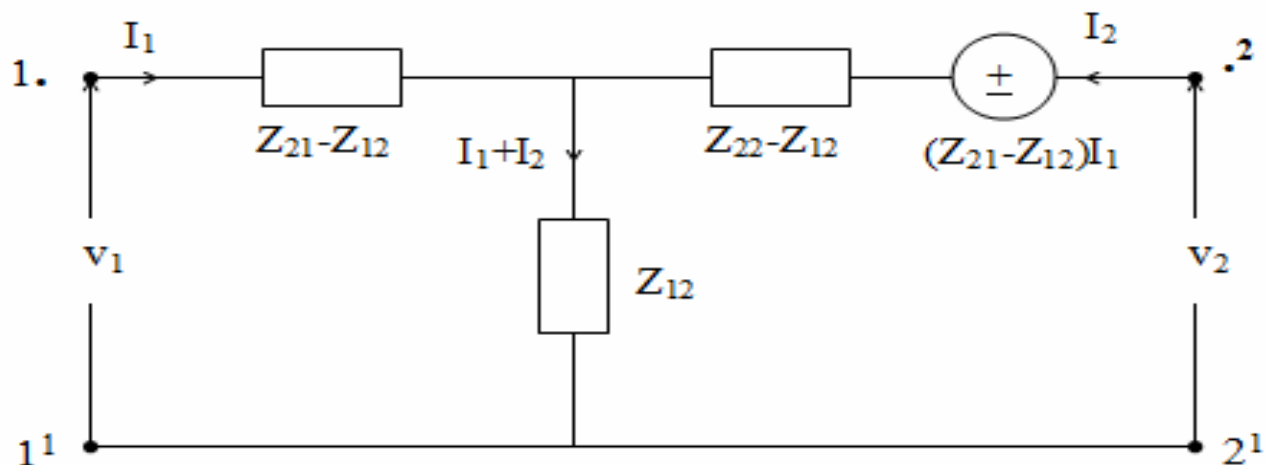 I₁ I₂
1. .²
Z₂₁-Z₁₂ I₁+I₂ Z₂₂-Z₁₂ ± (Z₂₁-Z₁₂)I₁
v₁ Z₁₂ v₂
1¹ 2¹